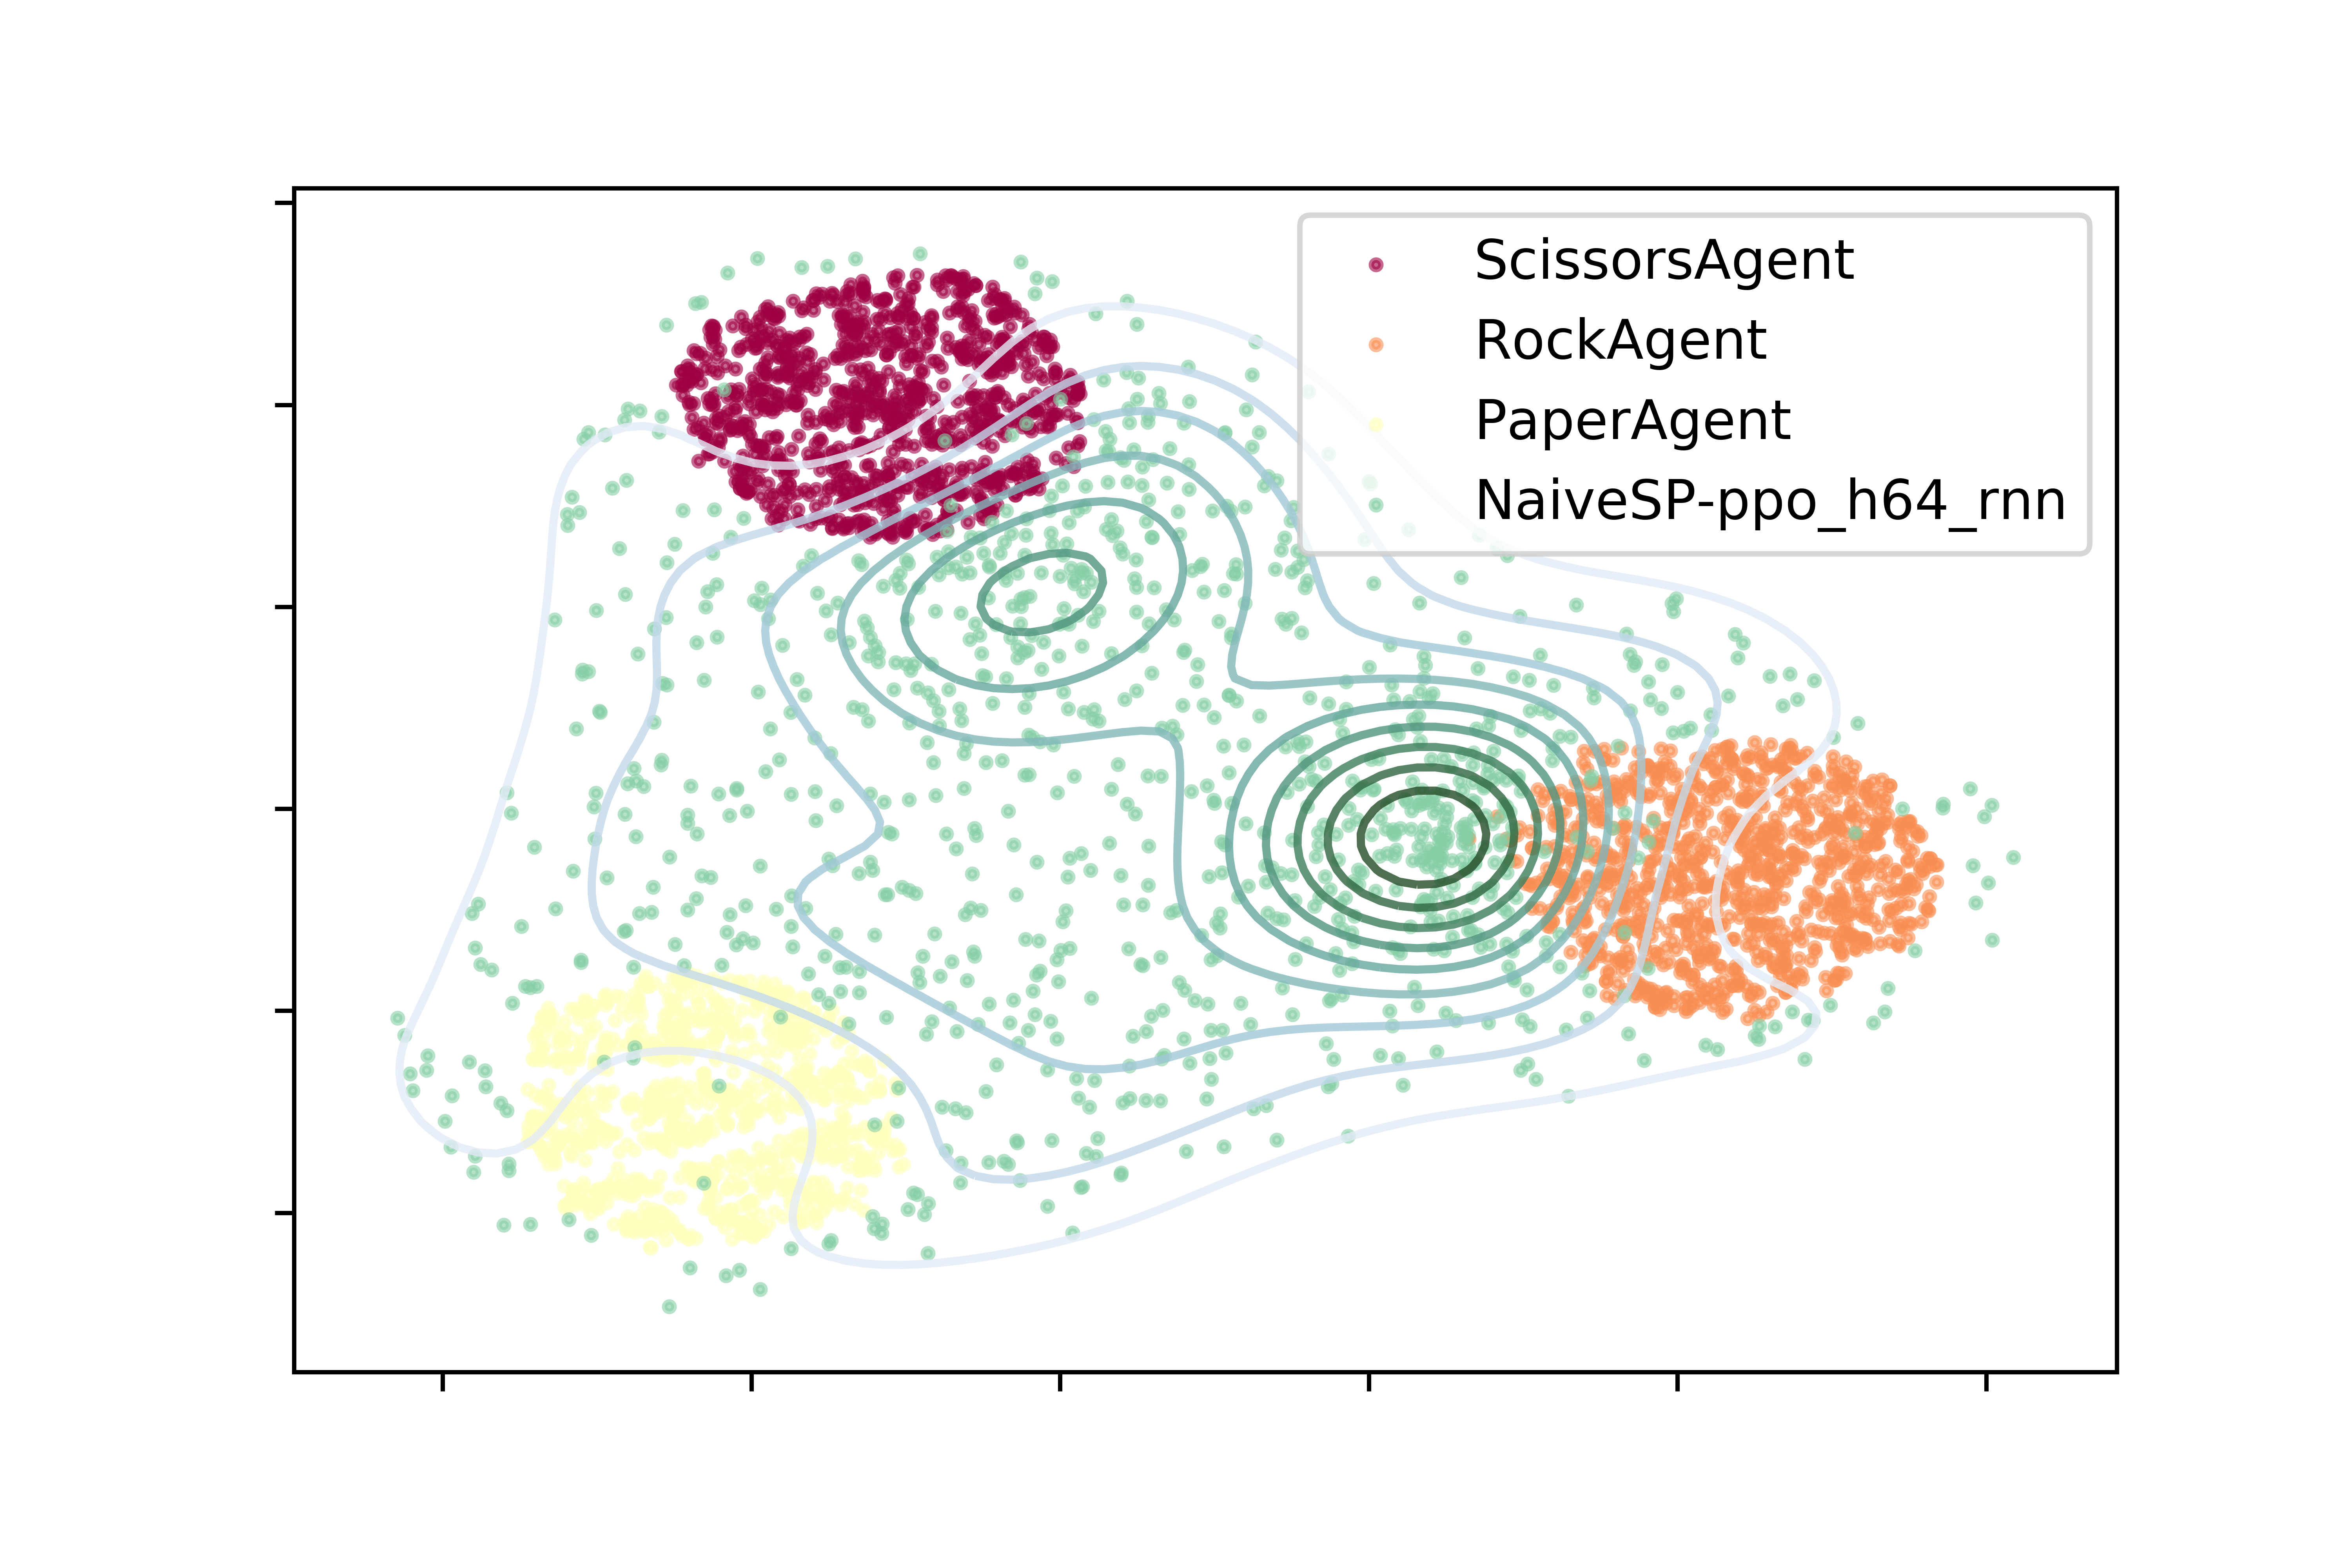 ScissorsAgent
RockAgent
PaperAgent
NaiveSP-ppo_h64_rnn